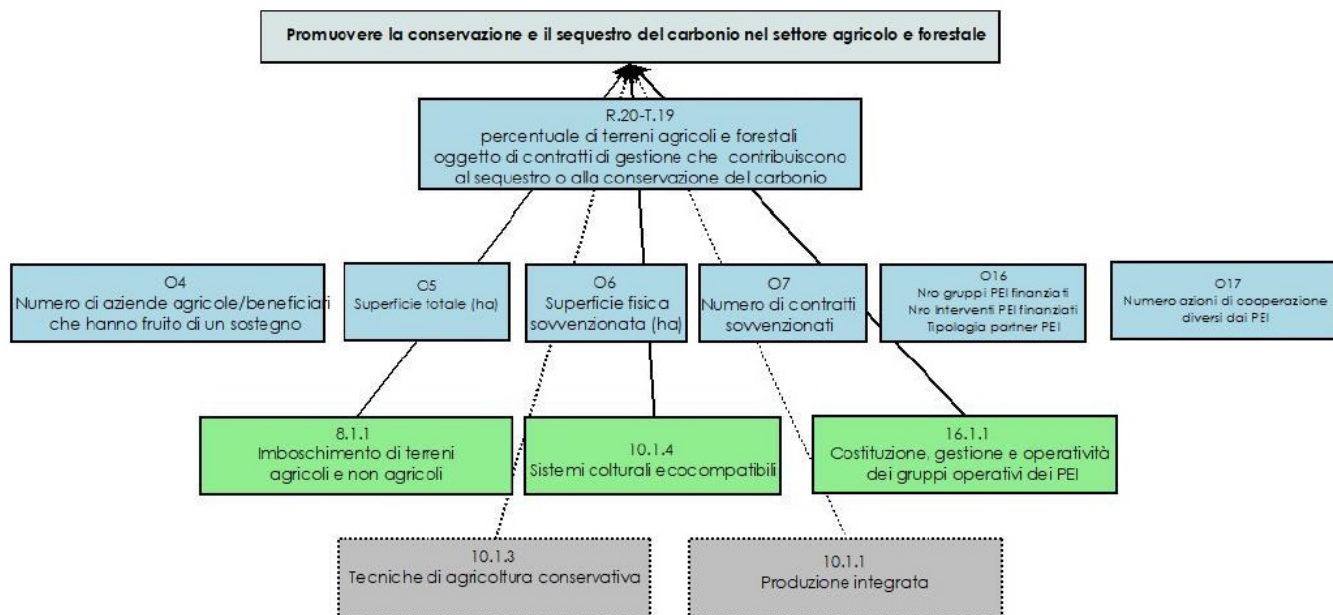 Promuovere la conservazione e il sequestro del carbonio nel settore agricolo e forestale
R.20-T.19
percentuale di terreni agricoli e forestali
oggetto di contratti di gestione che contribuiscono
al sequestro o alla conservazione del carbonio
O4
Numero di aziende agricole/beneficiari
che hanno fruito di un sostegno
O5
Superficie totale (ha)
O6
Superficie fisica
sovvenzionata (ha)
O7
Numero di contratti
sovvenzionati
O16
Nro gruppi PEI finanziati
Nro Interventi PEI finanziati
Tipologia partner PEI
O17
Numero azioni di cooperazione
diversi dai PEI
8.1.1
Imboschimento di terreni
agricoli e non agricoli
10.1.4
Sistemi colturali ecocompatibili
16.1.1
Costituzione, gestione e operatività
dei gruppi operativi dei PEI
10.1.3
Tecniche di agricoltura conservativa
10.1.1
Produzione integrata